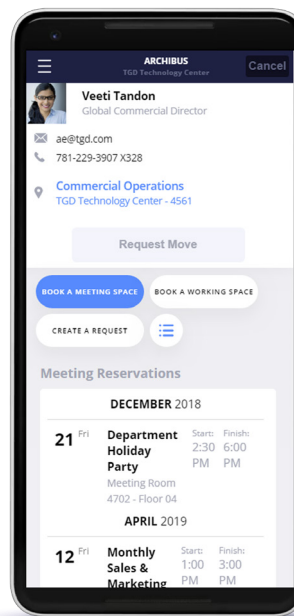 ARCHIBUS
TGD Technology Center
Cancel
Veeti Tandon
Global Commercial Director
ae@tgd.com
781-229-3907 X328
Commercial Operations
TGD Technology Center - 4561
Request Move
BOOK A MEETING SPACE
BOOK A WORKING SPACE
CREATE A REQUEST
Meeting Reservations
DECEMBER 2018
21 Fri
Department
Holiday
Party
Meeting Room
4702 - Floor 04
Start:
2:30
PM
Finish:
6:00
PM
APRIL 2019
12 Fri
Monthly
Sales &
Marketing
Start:
1:00
PM
Finish:
3:00
PM